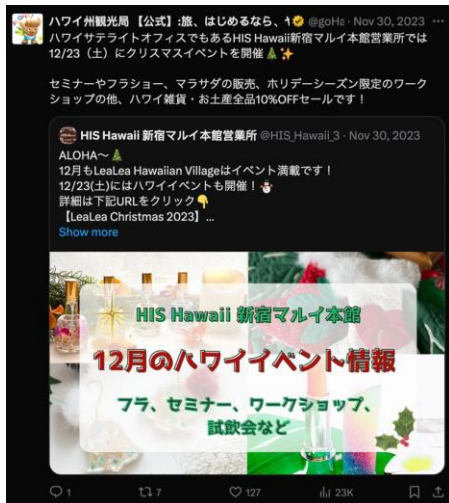 ハワイ州観光局 【公式】:旅、はじめるなら、 @goHa · Nov 30, 2023 ···
ハワイサテライトオフィスでもあるHIS Hawaii新宿マルイ本館営業所では
12/23（土）にクリスマスイベントを開催🎄✨
セミナーやフラショー、マラサダの販売、ホリデーシーズン限定のワーク
ショップの他、ハワイ雑貨・お土産全品10%OFFセールです！
HIS Hawaii 新宿マルイ本館営業所 @HIS_Hawaii_3 · Nov 30, 2023
ALOHA〜🎄
12月もLeaLea Hawaiian Villageはイベント満載です！
12/23(土)にはハワイイベントも開催！⛄
詳細は下記URLをクリック👇
【LeaLea Christmas 2023】...
Show more
HIS Hawaii 新宿マルイ本館
12月のハワイイベント情報
フラ、セミナー、ワークショップ、
試飲会など
1 7 127 23K